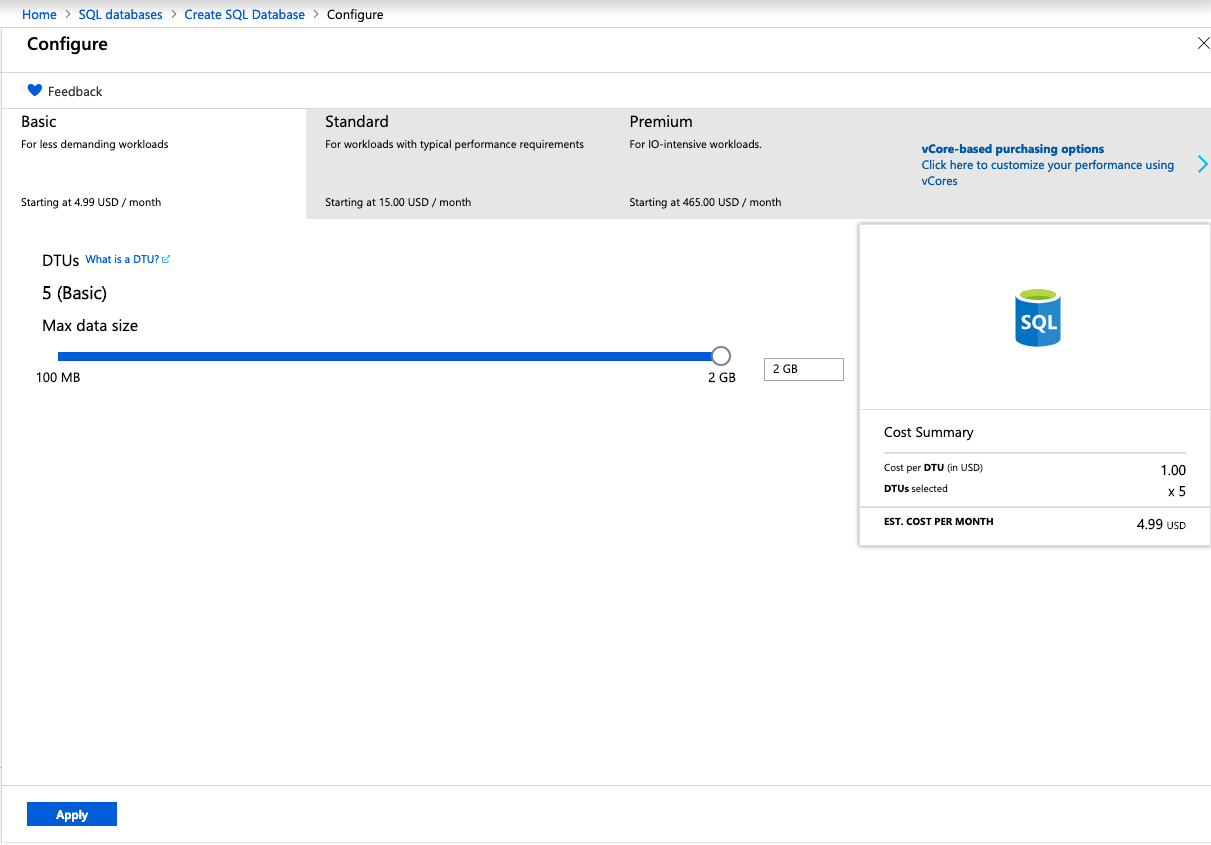 Home > SQL databases > Create SQL Database > Configure
Configure
Feedback
Basic
For less demanding workloads
Starting at 4.99 USD / month
Standard
For workloads with typical performance requirements
Starting at 15.00 USD / month
Premium
For IO-intensive workloads.
Starting at 465.00 USD / month
vCore-based purchasing options
Click here to customize your performance using
vCores
DTUs What is a DTU?
5 (Basic)
Max data size
100 MB
2 GB
2 GB
SQL
Cost Summary
Cost per DTU (in USD) 1.00
DTUs selected x 5
EST. COST PER MONTH 4.99 USD
Apply